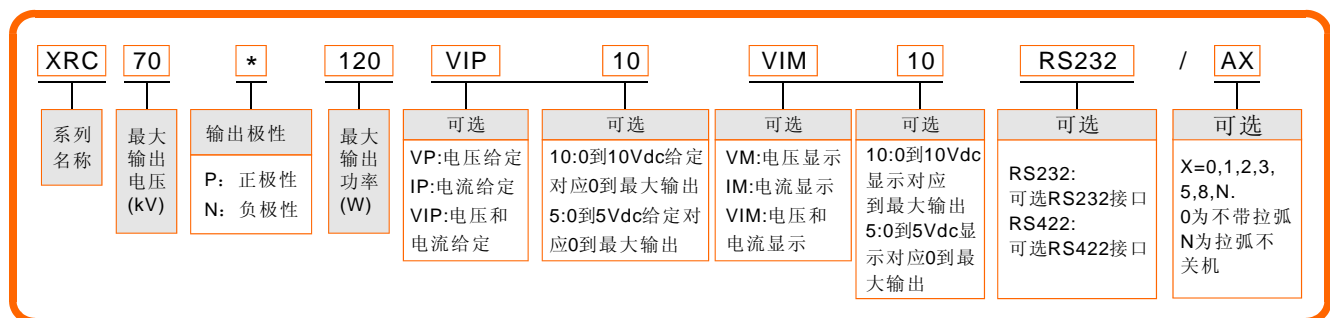 XRC 70 * 120 VIP 10 VIM 10 RS232 / AX
系列
名称
最大
输出
电压
(kV)
输出极性
P：正极性
N：负极性
最大
输出
功率
(W)
可选
VP:电压给定
IP:电流给定
VIP:电压和
电流给定
可选
10:0到10Vdc给定
对应0到最大输出
5:0到5Vdc给定对
应0到最大输出
可选
VM:电压显示
IM:电流显示
VIM:电压和
电流显示
可选
10:0到10Vdc
显示对应
到最大输出
5:0到5Vdc显
示对应0到最
大输出
可选
RS232:
可选RS232接口
RS422:
可选RS422接口
可选
X=0,1,2,3,
5,8,N.
0为不带拉弧
N为拉弧不
关机